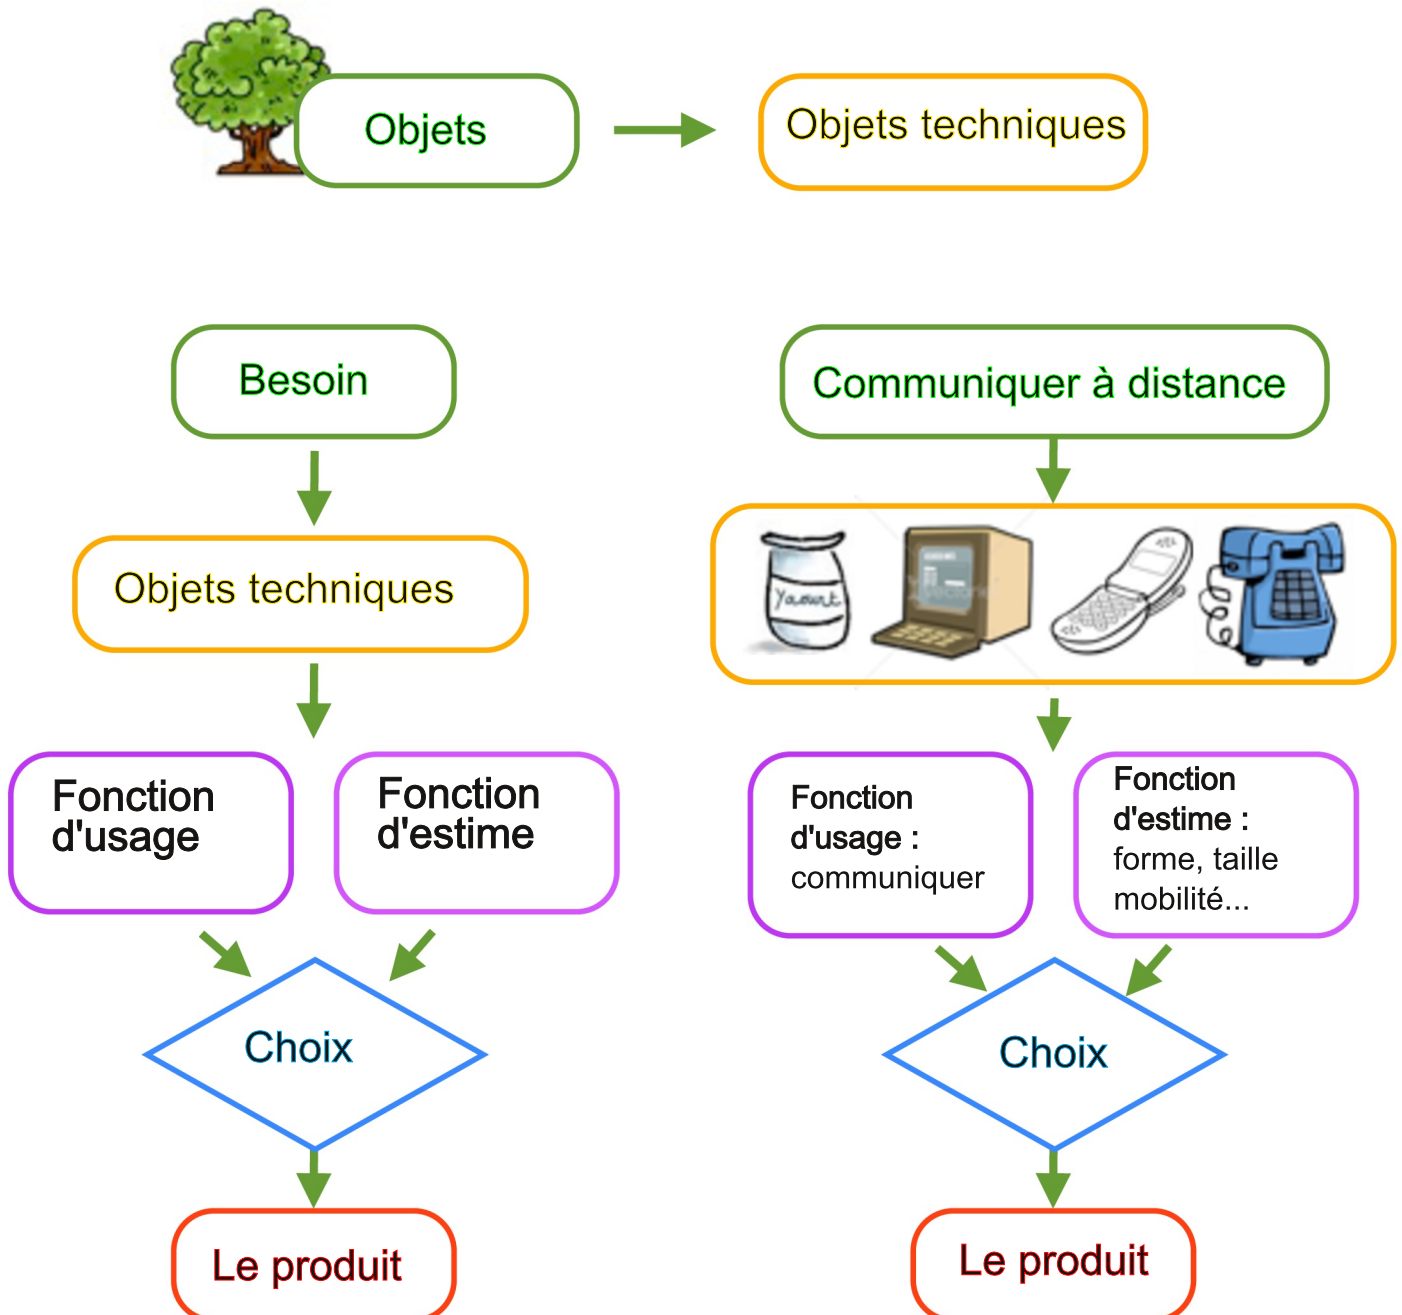 Objets
Objets techniques
Besoin
Communiquer à distance
Objets techniques
Yaourt
Fonction
d'usage
Fonction
d'estime
Fonction
d'usage :
communiquer
Fonction
d'estime :
forme, taille
mobilité...
Choix
Choix
Le produit
Le produit